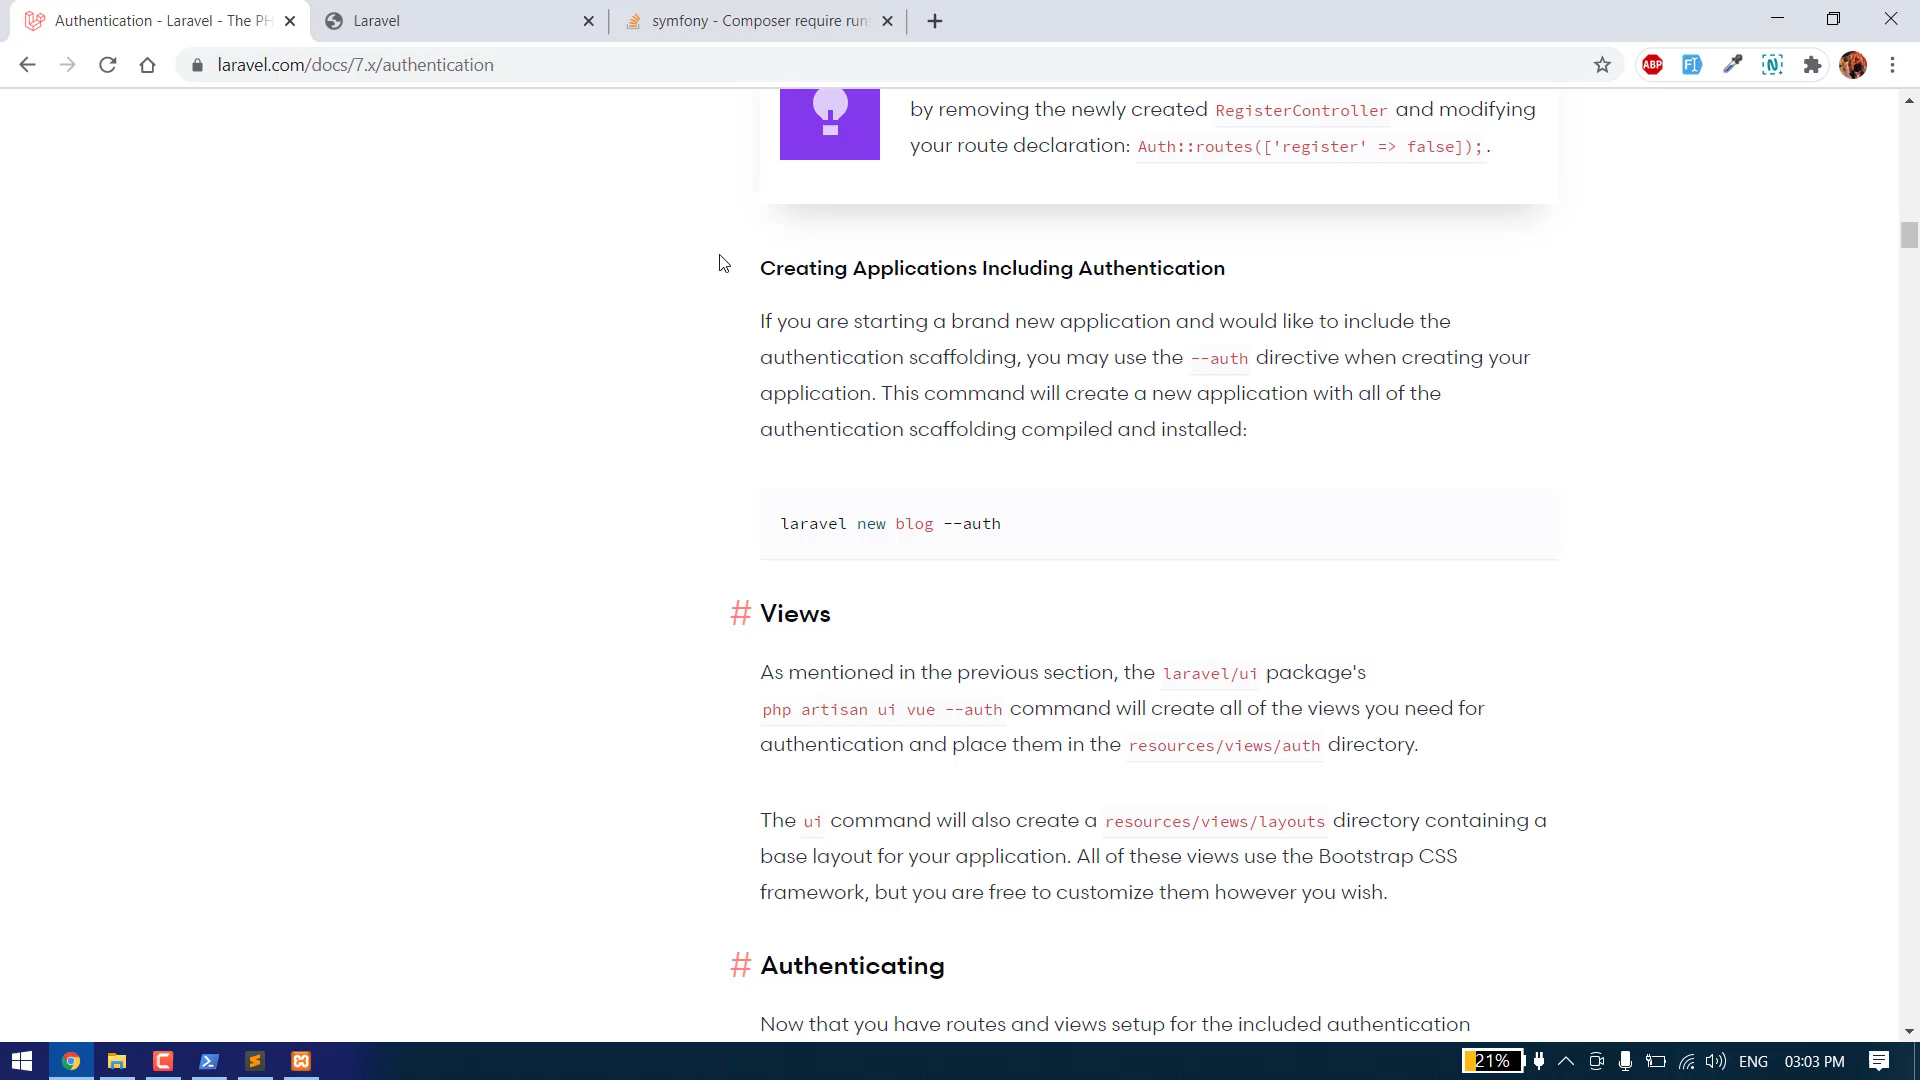 Authentication - Laravel - The PH
Laravel
symfony - Composer require run
laravel.com/docs/7.x/authentication
ABP
by removing the newly created RegisterController and modifying
your route declaration: Auth::routes(['register' => false]);.
Creating Applications Including Authentication
If you are starting a brand new application and would like to include the
authentication scaffolding, you may use the --auth directive when creating your
application. This command will create a new application with all of the
authentication scaffolding compiled and installed:
laravel new blog --auth
# Views
As mentioned in the previous section, the laravel/ui package's
php artisan ui vue --auth command will create all of the views you need for
authentication and place them in the resources/views/auth directory.
The ui command will also create a resources/views/layouts directory containing a
base layout for your application. All of these views use the Bootstrap CSS
framework, but you are free to customize them however you wish.
# Authenticating
Now that you have routes and views setup for the included authentication
21%
ENG
03:03 PM